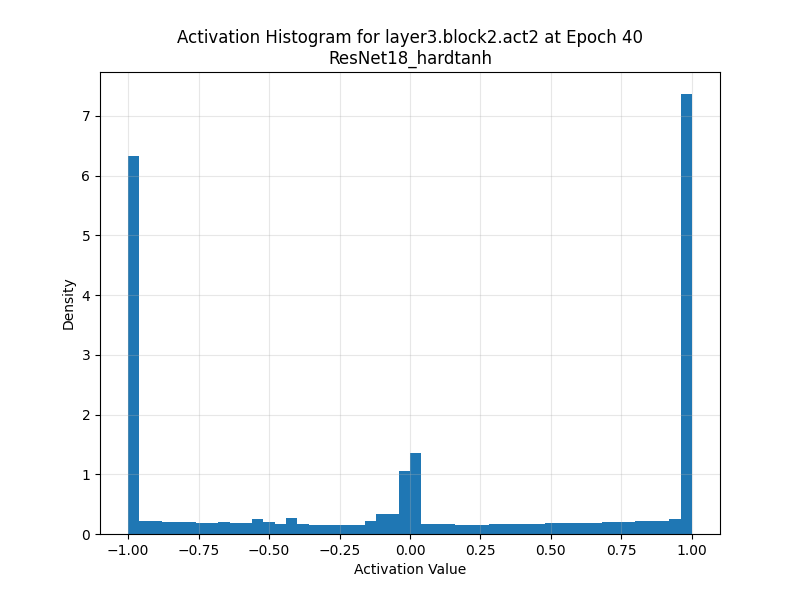 Activation Histogram for layer3.block2.act2 at Epoch 40
ResNet18_hardtanh
Density
7
6
5
4
3
2
1
0
−1.00 −0.75 −0.50 −0.25 0.00 0.25 0.50 0.75 1.00
Activation Value